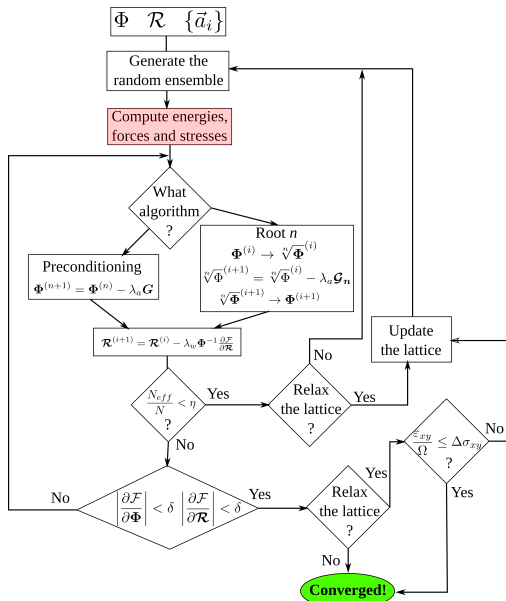 Φ ℛ {a⃗ᵢ}
Generate the
random ensemble
Compute energies,
forces and stresses
What
algorithm
?
Root n
Φ⁽ⁱ⁾ → ⁿ√Φ⁽ⁱ⁾
ⁿ√Φ⁽ⁱ⁺¹⁾ = ⁿ√Φ⁽ⁱ⁾ − λₐ𝓖ₙ
ⁿ√Φ⁽ⁱ⁺¹⁾ → Φ⁽ⁱ⁺¹⁾
Preconditioning
Φ⁽ⁿ⁺¹⁾ = Φ⁽ⁿ⁾ − λₐG
ℛ⁽ⁱ⁺¹⁾ = ℛ⁽ⁱ⁾ − λ_w Φ⁻¹ ∂ℱ/∂ℛ
Update
the lattice
No
N_eff/N < η
?
Yes
Relax
the lattice
?
Yes
No
ε_xy/Ω ≤ Δσ_xy
?
No
Yes
Yes
No
|∂ℱ/∂Φ| < δ |∂ℱ/∂ℛ| < δ
Yes
Relax
the lattice
?
No
Converged!